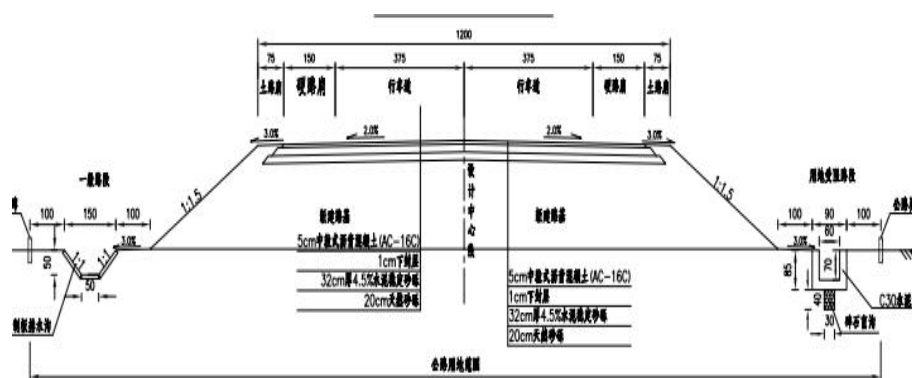 1200
75 150 375 375 150 75
土路肩 硬路肩 行车道 行车道 硬路肩 土路肩
3.0% 2.0% 2.0% 3.0%
一般路段 设计中心线 用地受限路段
1:1.5 1:1.5
100 150 100 100 90 100
60
新建路基 新建路基
3.0% 3.0%
50 1:1 1:1 85 70
50
5cm中粒式沥青混凝土(AC-16C)
1cm下封层
32cm厚4.5%水泥稳定砂砾
20cm天然砂砾
5cm中粒式沥青混凝土(AC-16C)
1cm下封层
32cm厚4.5%水泥稳定砂砾
20cm天然砂砾
40
30
C30水泥
碎石盲沟
排水沟
公路用地范围